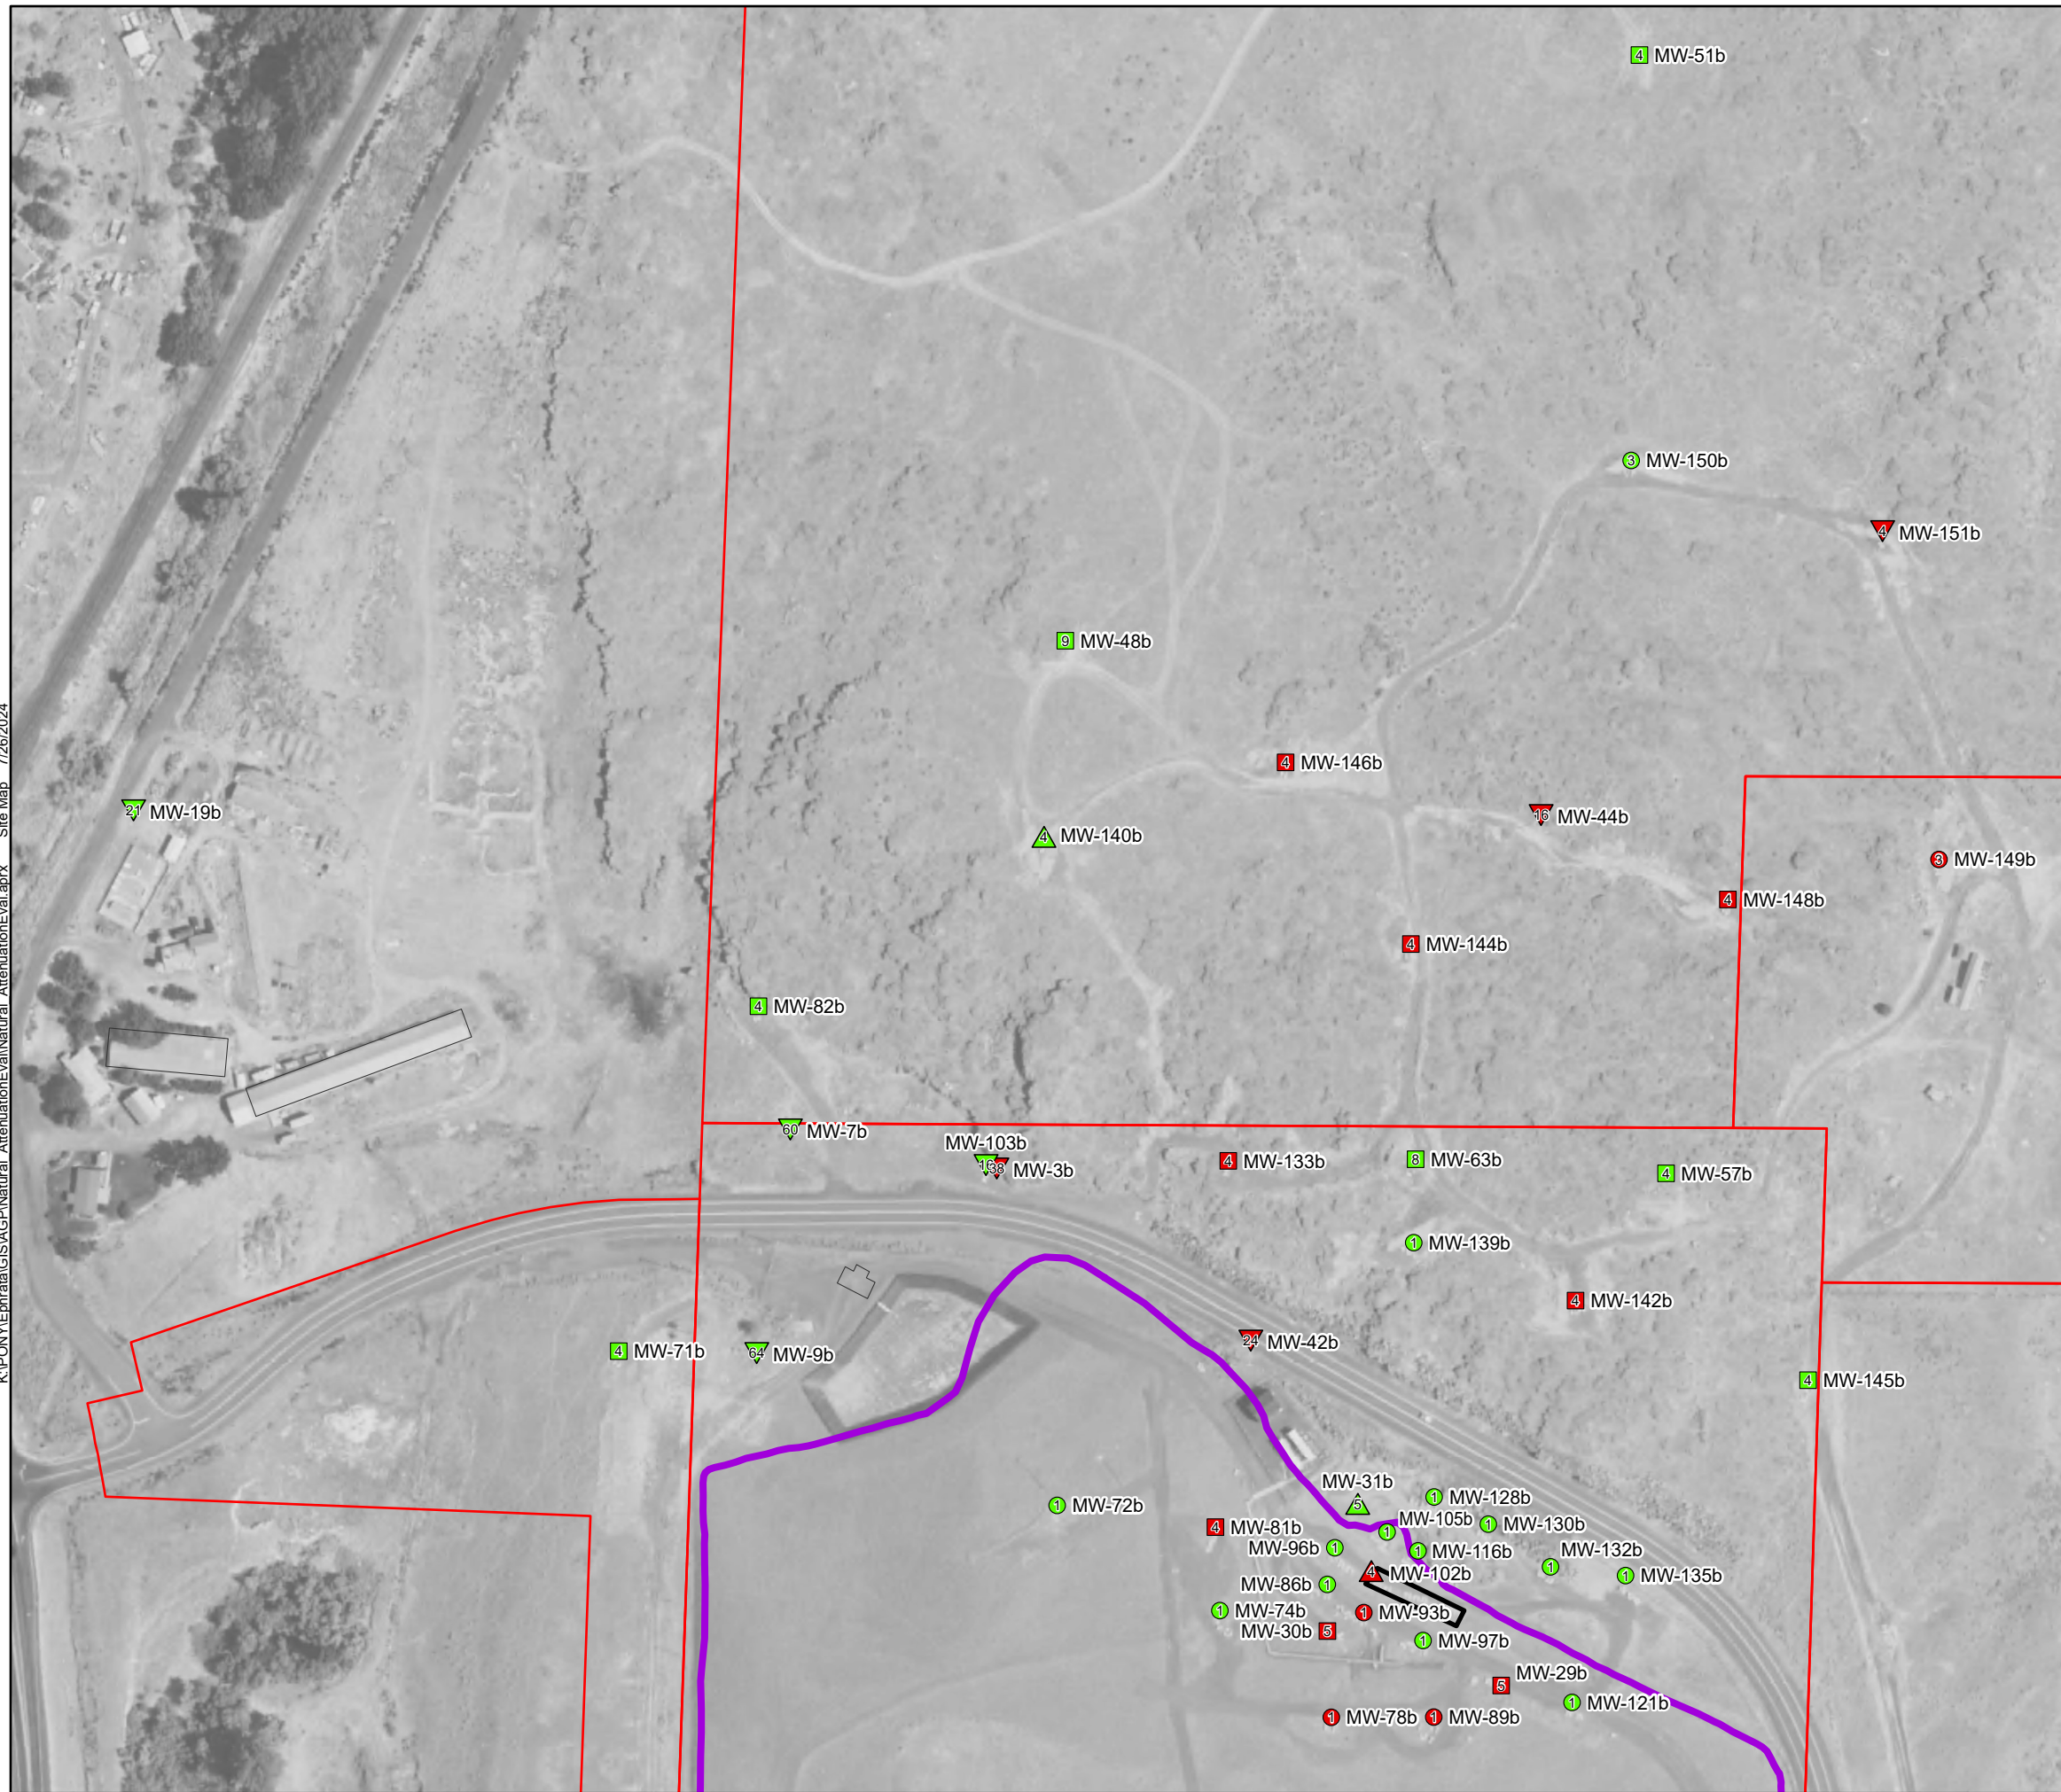 4 MW-51b
3 MW-150b
4 MW-151b
9 MW-48b
4 MW-146b
21 MW-19b
16 MW-44b
4 MW-140b
3 MW-149b
4 MW-148b
4 MW-144b
4 MW-82b
60 MW-7b
MW-103b
38 MW-3b
4 MW-133b
8 MW-63b
4 MW-57b
1 MW-139b
4 MW-142b
24 MW-42b
4 MW-71b
64 MW-9b
4 MW-145b
MW-31b
5
1 MW-128b
1 MW-72b
MW-105b
1
1 MW-130b
4 MW-81b
MW-96b 1
1 MW-116b
MW-132b
1
4 MW-102b
1 MW-135b
MW-86b 1
1 MW-74b
1 MW-93b
MW-30b 5
1 MW-97b
MW-29b
5
1 MW-121b
1 MW-78b
1 MW-89b
K:\PONY\Ephrata\GIS\AGP\Natural_AttenuationEval\Natural_AttenuationEval.aprx Site Map 7/26/2024